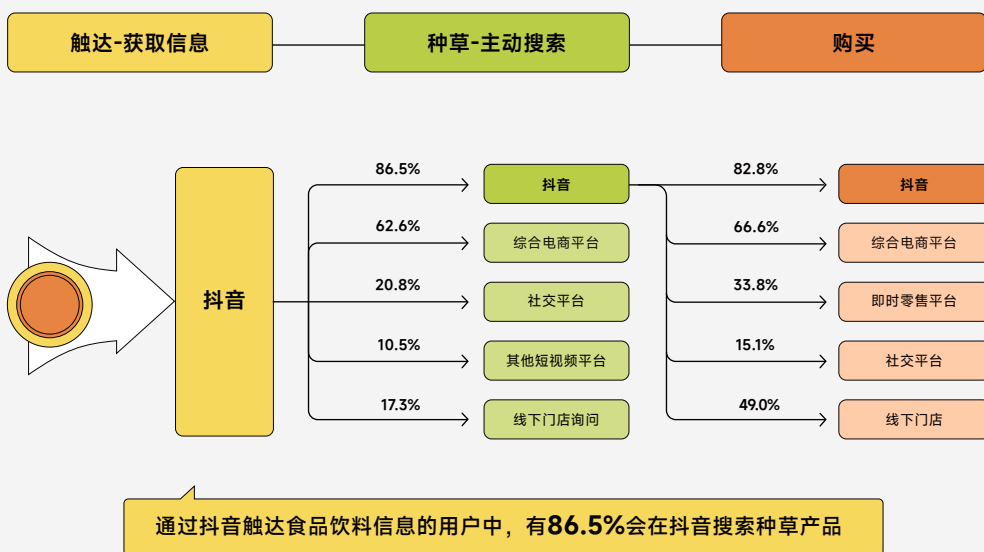 触达-获取信息
种草-主动搜索
购买
86.5%
抖音
82.8%
抖音
62.6%
综合电商平台
66.6%
综合电商平台
抖音
20.8%
社交平台
33.8%
即时零售平台
10.5%
其他短视频平台
15.1%
社交平台
17.3%
线下门店询问
49.0%
线下门店
通过抖音触达食品饮料信息的用户中，有86.5%会在抖音搜索种草产品